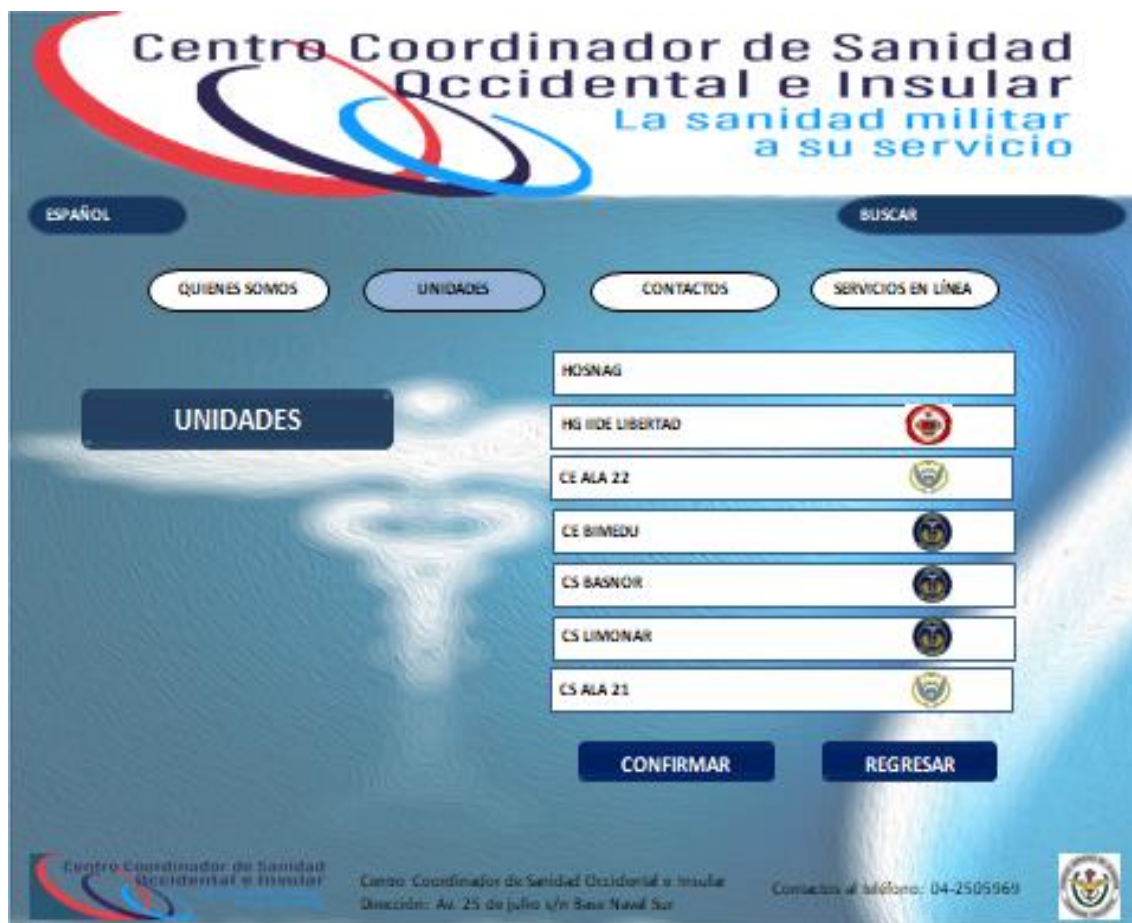 Centro Coordinador de Sanidad
Occidental e Insular
La sanidad militar
a su servicio
ESPAÑOL
BUSCAR
QUIENES SOMOS
UNIDADES
CONTACTOS
SERVICIOS EN LÍNEA
UNIDADES
HOSNAG
HG IIDE LIBERTAD
CE ALA 22
CE BIMEDU
CS BASNOR
CS LIMONAR
CS ALA 21
CONFIRMAR
REGRESAR
Centro Coordinador de Sanidad
Occidental e Insular
Centro Coordinador de Sanidad Occidental e Insular
Dirección: Av. 25 de julio s/n Base Naval Sur
Contactos al teléfono: 04-2505969